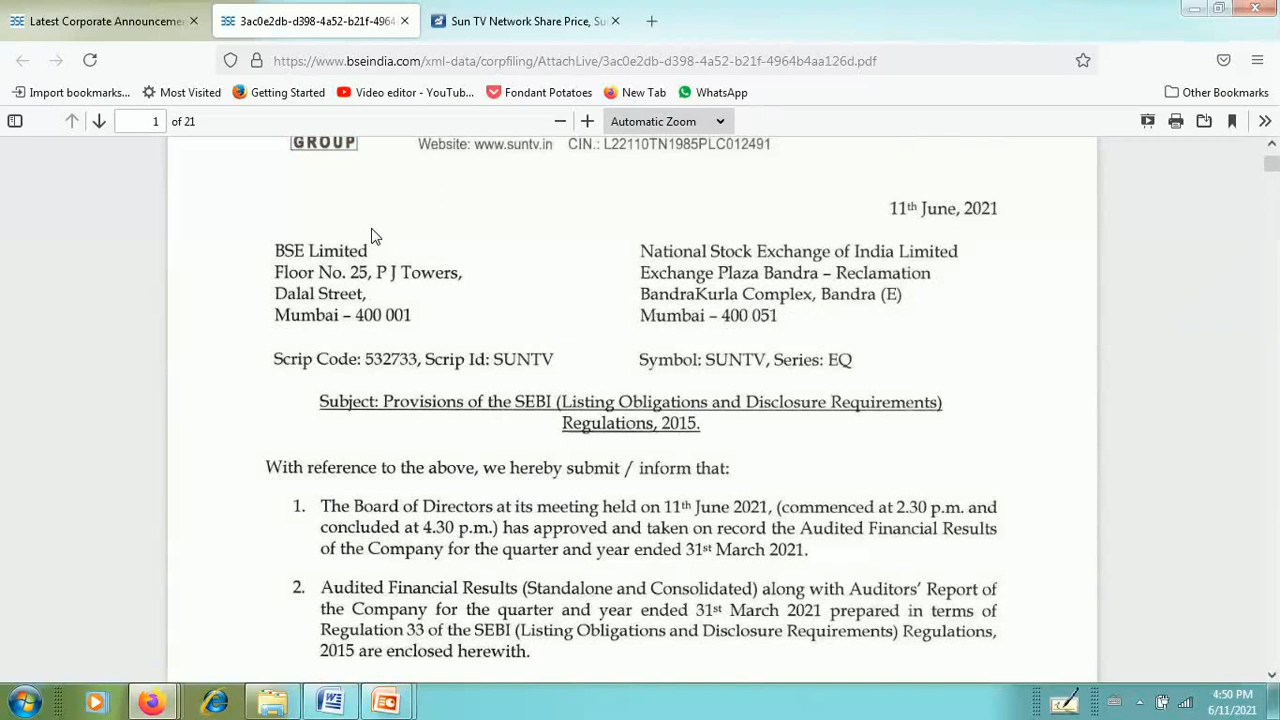 Latest Corporate Announcemen
3ac0e2db-d398-4a52-b21f-4964
Sun TV Network Share Price, Su
https://www.bseindia.com/xml-data/corpfiling/AttachLive/3ac0e2db-d398-4a52-b21f-4964b4aa126d.pdf
Import bookmarks... Most Visited Getting Started Video editor - YouTub... Fondant Potatoes New Tab WhatsApp Other Bookmarks
1 of 21 Automatic Zoom
GROUP Website: www.suntv.in CIN.: L22110TN1985PLC012491
11th June, 2021
BSE Limited
Floor No. 25, P J Towers,
Dalal Street,
Mumbai – 400 001
National Stock Exchange of India Limited
Exchange Plaza Bandra – Reclamation
BandraKurla Complex, Bandra (E)
Mumbai – 400 051
Scrip Code: 532733, Scrip Id: SUNTV
Symbol: SUNTV, Series: EQ
Subject: Provisions of the SEBI (Listing Obligations and Disclosure Requirements)
Regulations, 2015.
With reference to the above, we hereby submit / inform that:
1. The Board of Directors at its meeting held on 11th June 2021, (commenced at 2.30 p.m. and
concluded at 4.30 p.m.) has approved and taken on record the Audited Financial Results
of the Company for the quarter and year ended 31st March 2021.
2. Audited Financial Results (Standalone and Consolidated) along with Auditors' Report of
the Company for the quarter and year ended 31st March 2021 prepared in terms of
Regulation 33 of the SEBI (Listing Obligations and Disclosure Requirements) Regulations,
2015 are enclosed herewith.
4:50 PM
6/11/2021